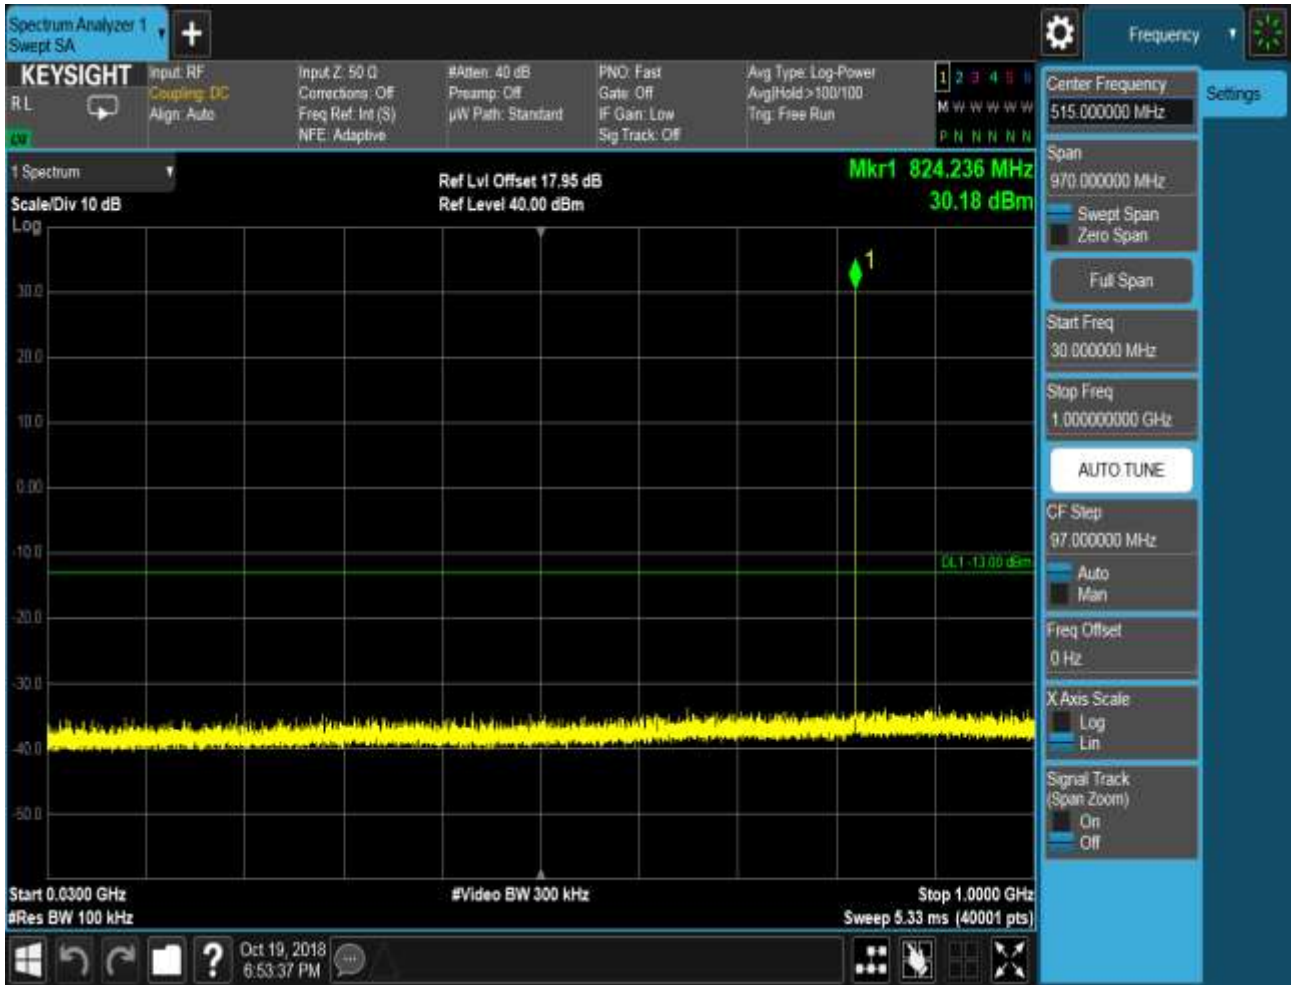 Spectrum Analyzer 1
Swept SA
Frequency
KEYSIGHT
RL
LXI
Input: RF
Coupling: DC
Align: Auto
Input Z: 50 Ω
Corrections: Off
Freq Ref: Int (S)
NFE: Adaptive
#Atten: 40 dB
Preamp: Off
µW Path: Standard
PNO: Fast
Gate: Off
IF Gain: Low
Sig Track: Off
Avg Type: Log-Power
Avg|Hold:>100/100
Trig: Free Run
1 2 3 4 5 6
M W W W W W
P N N N N N
1 Spectrum
Scale/Div 10 dB
Ref Lvl Offset 17.95 dB
Ref Level 40.00 dBm
Mkr1 824.236 MHz
30.18 dBm
Log
1
30.0
20.0
10.0
0.00
-10.0
DL1 -13.00 dBm
-20.0
-30.0
-40.0
-50.0
Start 0.0300 GHz
#Video BW 300 kHz
Stop 1.0000 GHz
#Res BW 100 kHz
Sweep 5.33 ms (40001 pts)
?
Oct 19, 2018
6:53:37 PM
Center Frequency
515.000000 MHz
Settings
Span
970.000000 MHz
Swept Span
Zero Span
Full Span
Start Freq
30.000000 MHz
Stop Freq
1.000000000 GHz
AUTO TUNE
CF Step
97.000000 MHz
Auto
Man
Freq Offset
0 Hz
X Axis Scale
Log
Lin
Signal Track
(Span Zoom)
On
Off